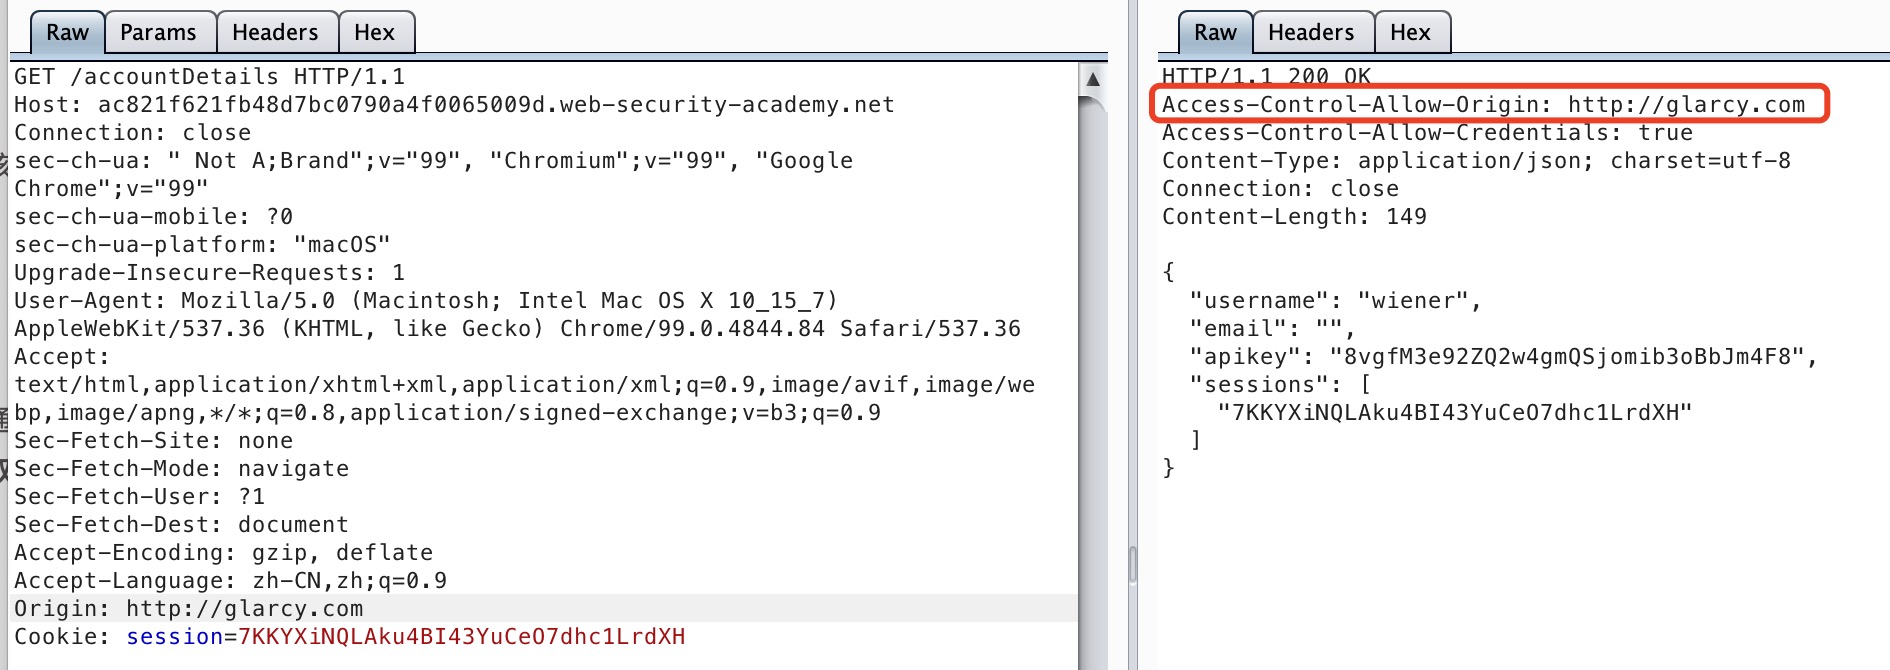 Raw
Params
Headers
Hex
GET /accountDetails HTTP/1.1
Host: ac821f621fb48d7bc0790a4f0065009d.web-security-academy.net
Connection: close
sec-ch-ua: " Not A;Brand";v="99", "Chromium";v="99", "Google
Chrome";v="99"
sec-ch-ua-mobile: ?0
sec-ch-ua-platform: "macOS"
Upgrade-Insecure-Requests: 1
User-Agent: Mozilla/5.0 (Macintosh; Intel Mac OS X 10_15_7)
AppleWebKit/537.36 (KHTML, like Gecko) Chrome/99.0.4844.84 Safari/537.36
Accept:
text/html,application/xhtml+xml,application/xml;q=0.9,image/avif,image/we
bp,image/apng,*/*;q=0.8,application/signed-exchange;v=b3;q=0.9
Sec-Fetch-Site: none
Sec-Fetch-Mode: navigate
Sec-Fetch-User: ?1
Sec-Fetch-Dest: document
Accept-Encoding: gzip, deflate
Accept-Language: zh-CN,zh;q=0.9
Origin: http://glarcy.com
Cookie: session=7KKYXiNQLAku4BI43YuCeO7dhc1LrdXH
Raw
Headers
Hex
HTTP/1.1 200 OK
Access-Control-Allow-Origin: http://glarcy.com
Access-Control-Allow-Credentials: true
Content-Type: application/json; charset=utf-8
Connection: close
Content-Length: 149
{
"username": "wiener",
"email": "",
"apikey": "8vgfM3e92ZQ2w4gmQSjomib3oBbJm4F8",
"sessions": [
"7KKYXiNQLAku4BI43YuCeO7dhc1LrdXH"
]
}